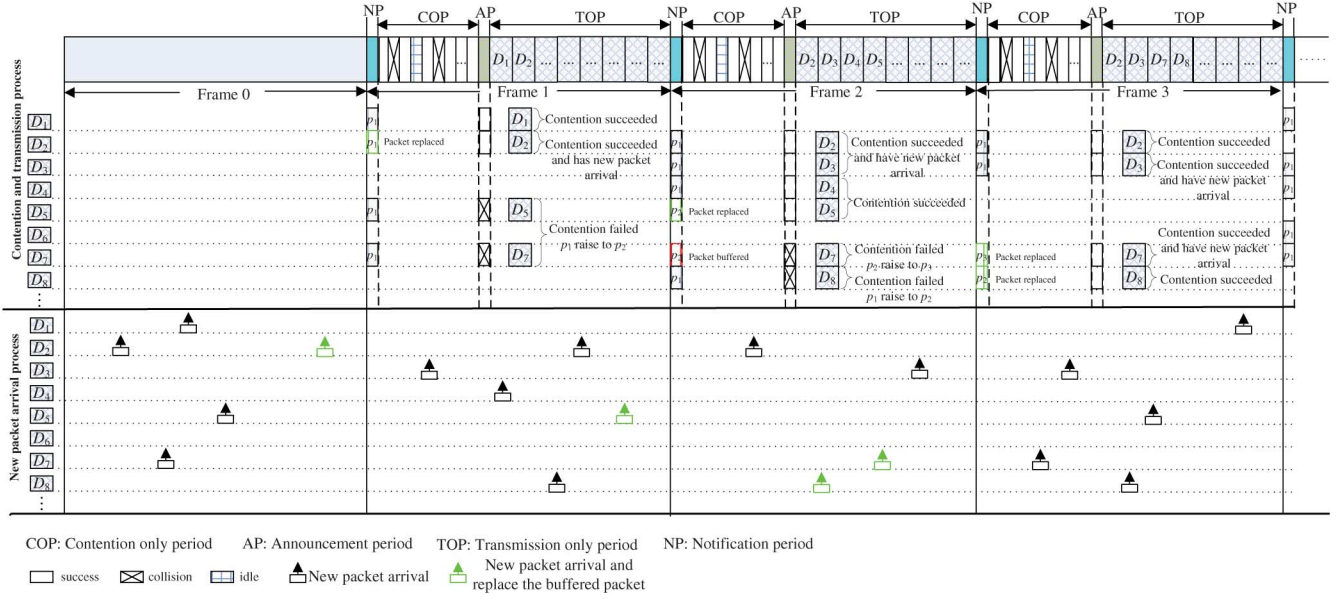 NP COP AP TOP NP COP AP TOP NP COP AP TOP NP
D1 D2 ... ... ... ... ... D2 D3 D4 D5 ... ... ... D2 D3 D7 D8 ... ... ... ......
... ... ...
Frame 0 Frame 1 Frame 2 Frame 3
Contention and transmission process
D1 p1 D1 Contention succeeded p1
D2 p1 Packet replaced D2 Contention succeeded and has new packet arrival p1 D2 Contention succeeded and have new packet arrival p1 D2 Contention succeeded
D3 p1 D3 p1 D3 Contention succeeded and have new packet arrival p1
D4 p1 D4 Contention succeeded p1
D5 p1 D5 Contention failed p1 raise to p2 p2 Packet replaced D5 p1
D6
D7 p1 D7 p2 Packet buffered D7 Contention failed p2 raise to p3 p3 Packet replaced D7 Contention succeeded and have new packet arrival p1
D8 p1 D8 Contention failed p1 raise to p2 p2 Packet replaced D8 Contention succeeded p1
⋮
New packet arrival process
D1
D2
D3
D4
D5
D6
D7
D8
⋮
COP: Contention only period AP: Announcement period TOP: Transmission only period NP: Notification period
success collision idle New packet arrival New packet arrival and
replace the buffered packet